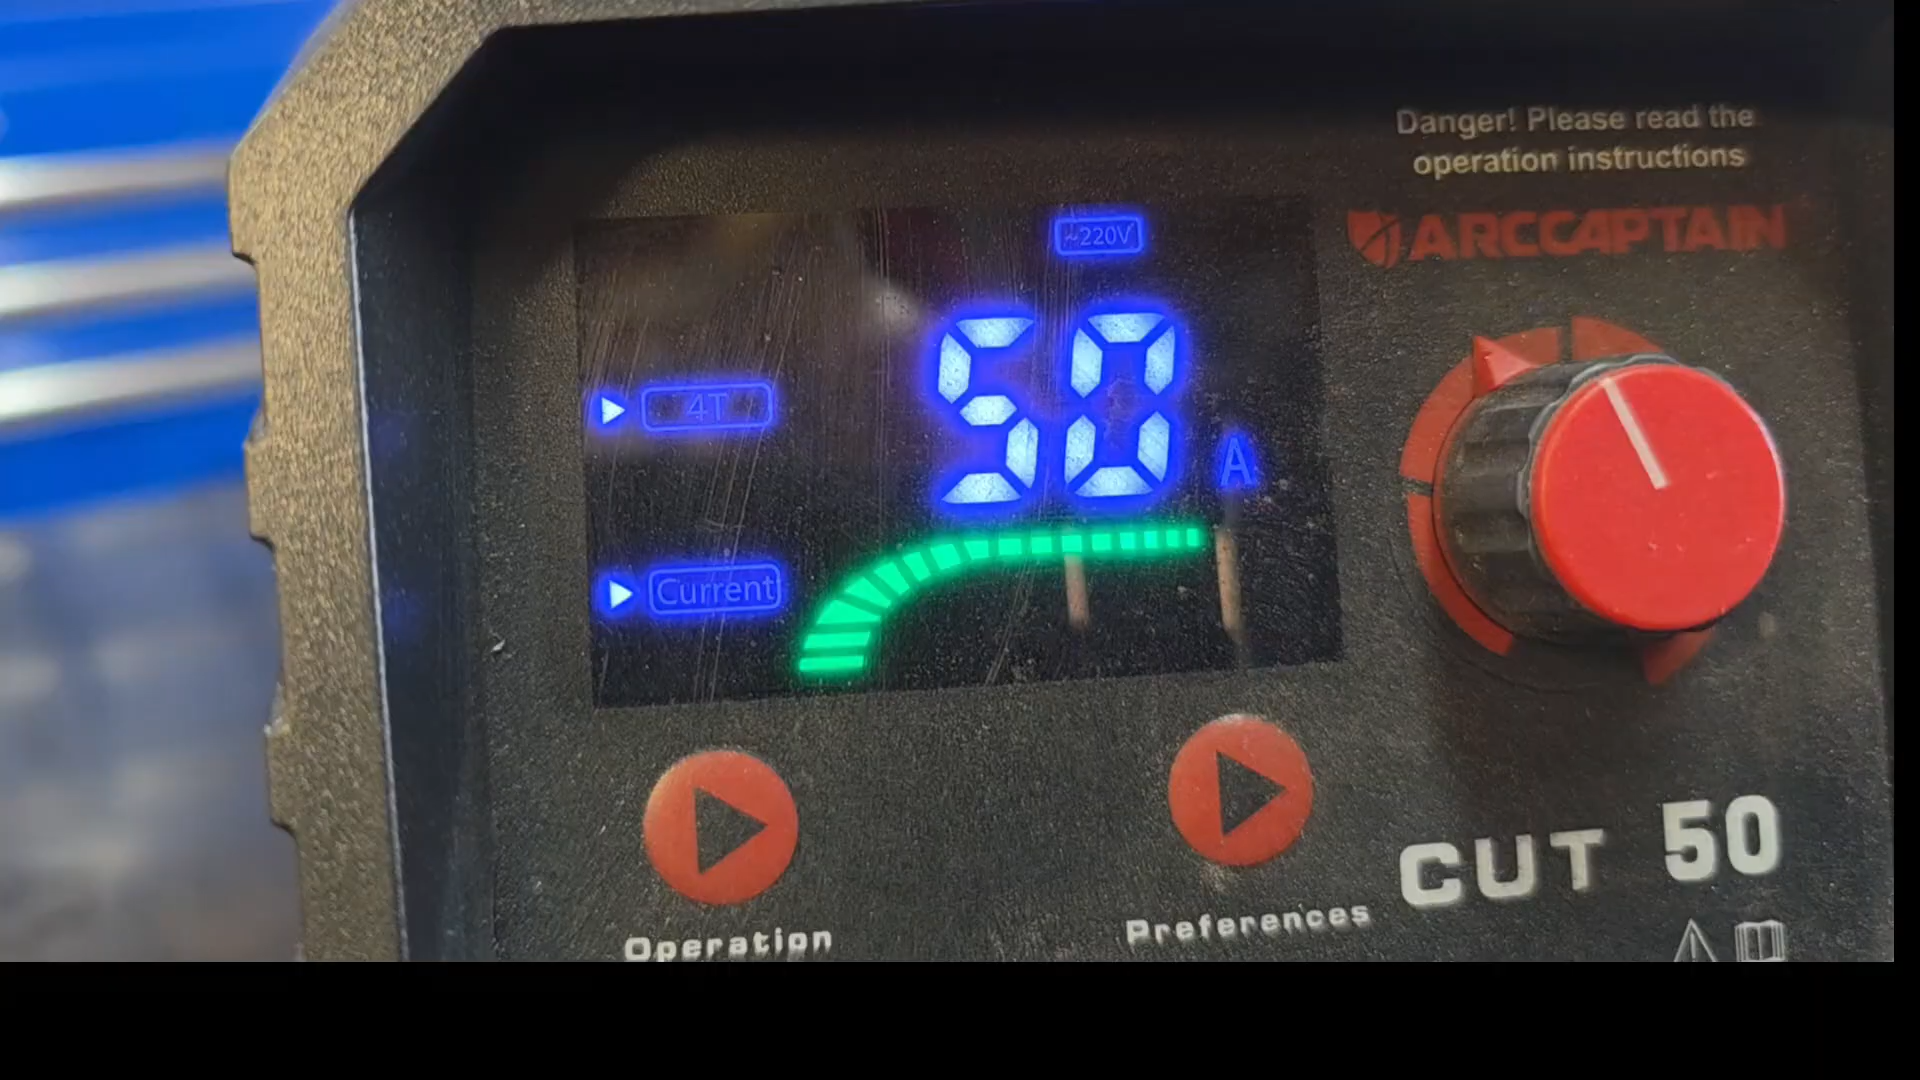 Danger! Please read the
operation instructions
ARCCAPTAIN
~220V
50
A
4T
Current
Operation
Preferences
CUT 50